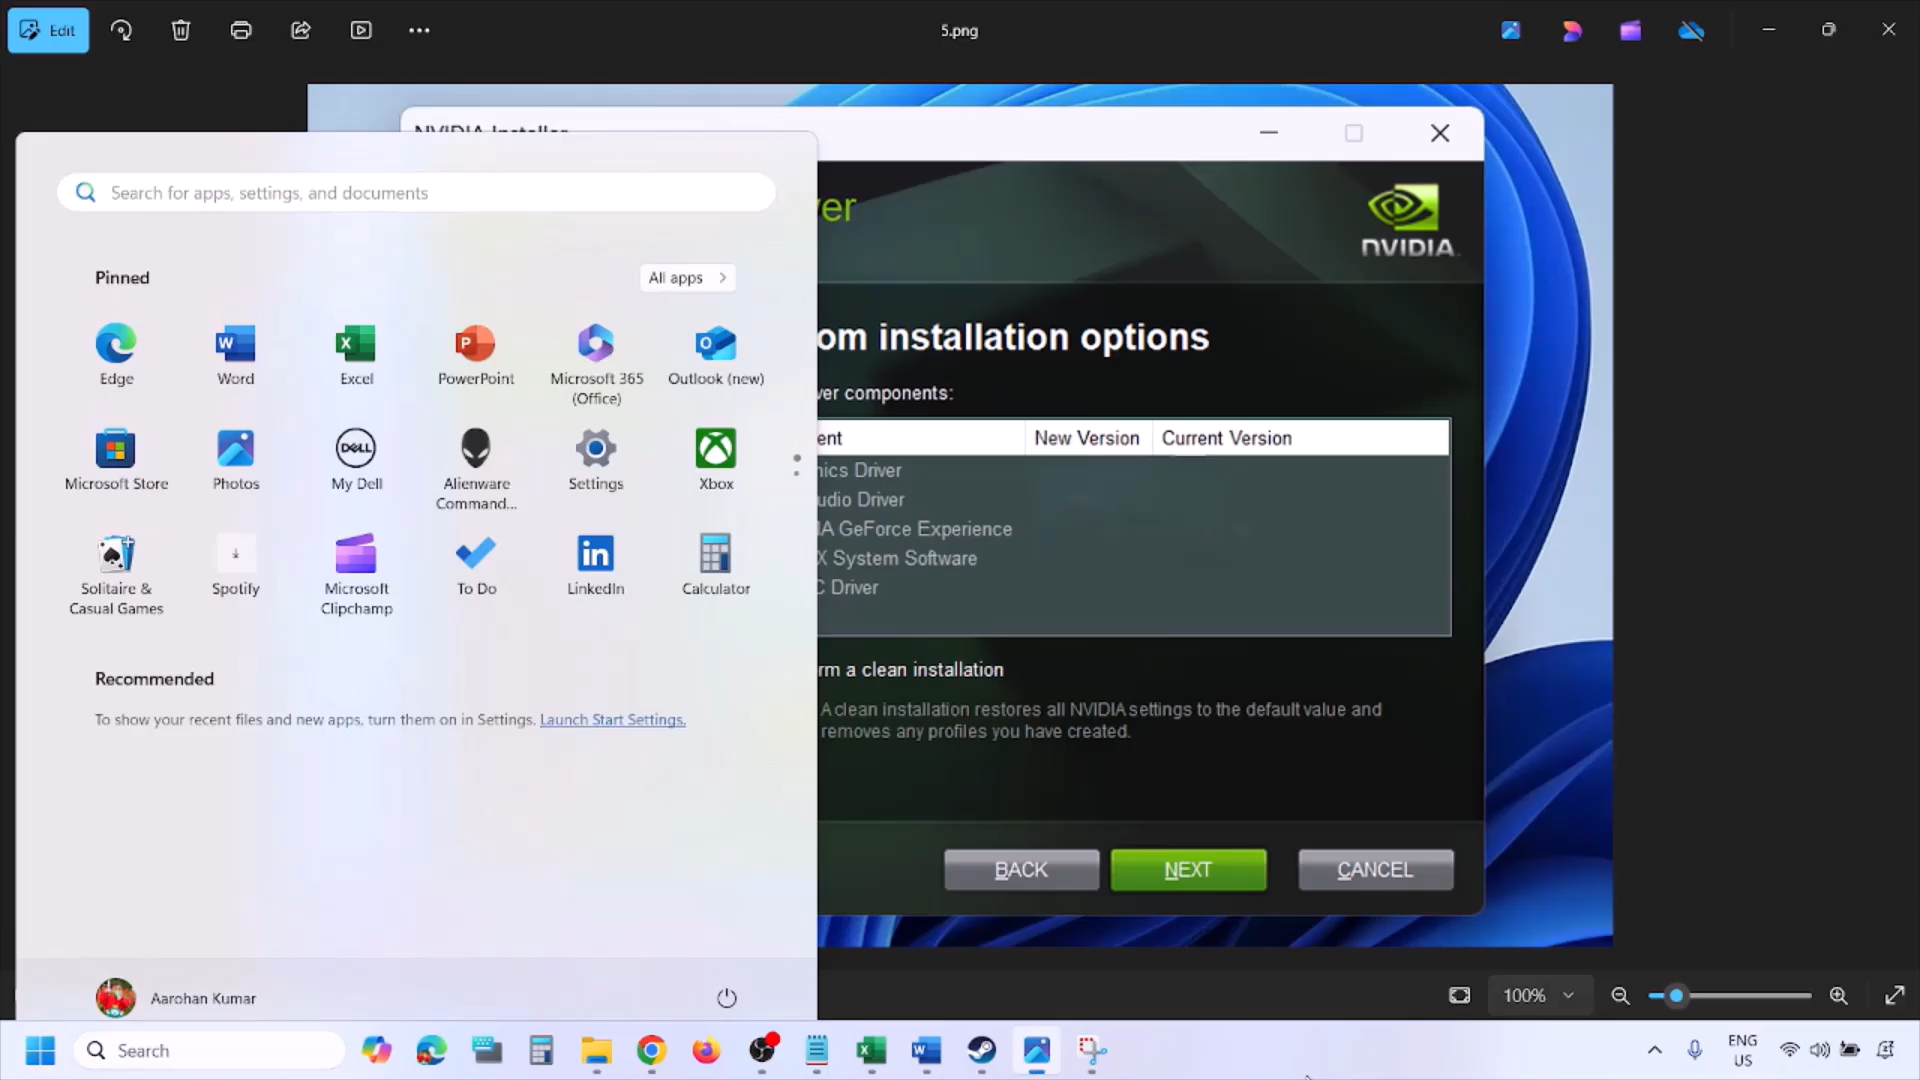 Edit
5.png
NVIDIA Installer
Search for apps, settings, and documents
ver
NVIDIA
Pinned
All apps
om installation options
Edge
Word
Excel
PowerPoint
Microsoft 365
(Office)
Outlook (new)
ver components:
ent
New Version
Current Version
nics Driver
udio Driver
IA GeForce Experience
X System Software
C Driver
Microsoft Store
Photos
My Dell
DELL
Alienware
Command...
Settings
Xbox
Solitaire &
Casual Games
Spotify
Microsoft
Clipchamp
To Do
LinkedIn
Calculator
Recommended
rm a clean installation
To show your recent files and new apps, turn them on in Settings. Launch Start Settings.
A clean installation restores all NVIDIA settings to the default value and
removes any profiles you have created.
BACK
NEXT
CANCEL
Aarohan Kumar
100%
Search
ENG
US